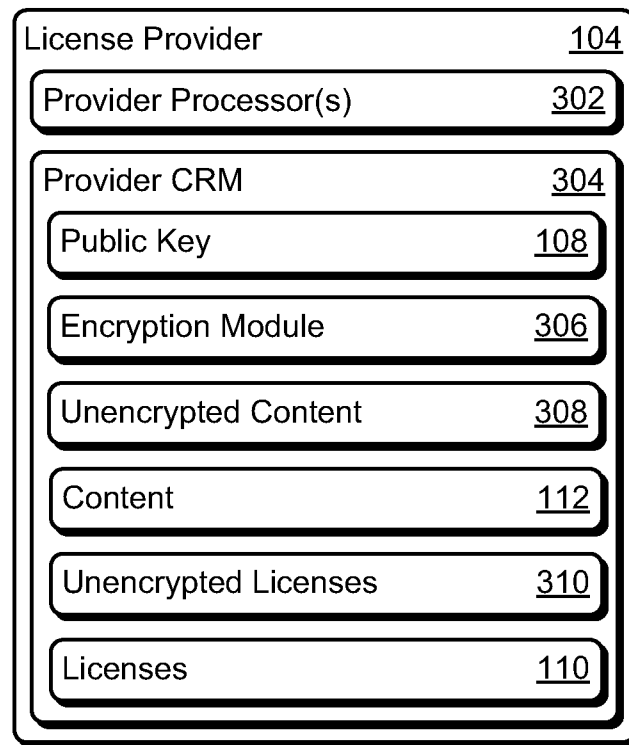 License Provider 104
Provider Processor(s) 302
Provider CRM 304
Public Key 108
Encryption Module 306
Unencrypted Content 308
Content 112
Unencrypted Licenses 310
Licenses 110